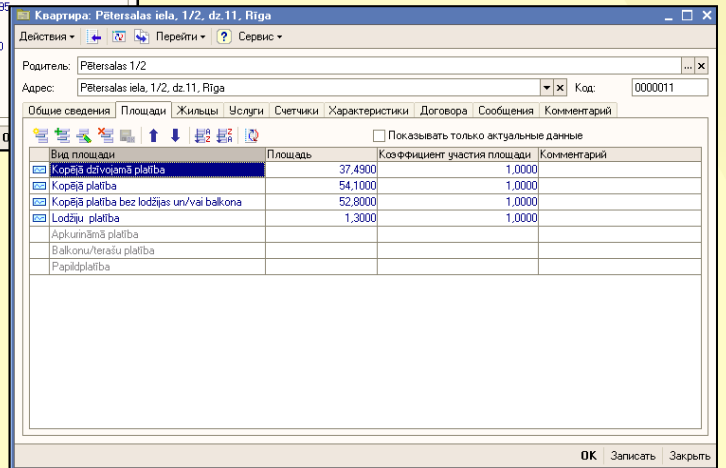 Квартира: Pētersalas iela, 1/2, dz.11, Rīga
Действия Перейти Сервис
Родитель: Pētersalas 1/2
Адрес: Pētersalas iela, 1/2, dz.11, Rīga Код: 0000011
Общие сведения Площади Жильцы Услуги Счетчики Характеристики Договора Сообщения Комментарий
Показывать только актуальные данные
Вид площади Площадь Коэффициент участия площади Комментарий
Kopējā dzīvojamā platība 37,4900 1,0000
Kopējā platība 54,1000 1,0000
Kopējā platība bez lodžijas un/vai balkona 52,8000 1,0000
Lodžiju platība 1,3000 1,0000
Apkurināmā platība
Balkonu/terašu platība
Papildplatība
OK Записать Закрыть